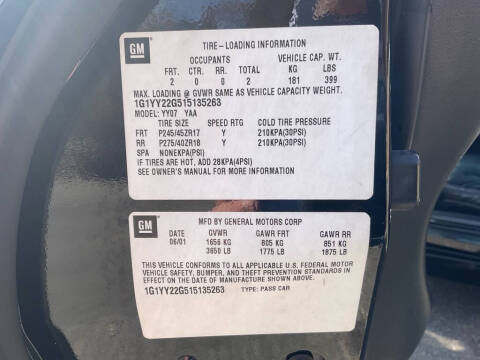 GM
TIRE-LOADING INFORMATION
OCCUPANTS VEHICLE CAP. WT.
FRT. CTR. RR. TOTAL KG LBS
2 0 0 2 181 399
MAX. LOADING @ GVWR SAME AS VEHICLE CAPACITY WEIGHT.
1G1YY22G515135263
MODEL: YY07 YAA
TIRE SIZE SPEED RTG COLD TIRE PRESSURE
FRT P245/45ZR17 Y 210KPA(30PSI)
RR P275/40ZR18 Y 210KPA(30PSI)
SPA NONEKPA(PSI)
IF TIRES ARE HOT, ADD 28KPA(4PSI)
SEE OWNER'S MANUAL FOR MORE INFORMATION
GM
MFD BY GENERAL MOTORS CORP
DATE GVWR GAWR FRT GAWR RR
06/01 1656 KG 805 KG 851 KG
3650 LB 1775 LB 1875 LB
THIS VEHICLE CONFORMS TO ALL APPLICABLE U.S. FEDERAL MOTOR
VEHICLE SAFETY, BUMPER, AND THEFT PREVENTION STANDARDS IN
EFFECT ON THE DATE OF MANUFACTURE SHOWN ABOVE.
1G1YY22G515135263
TYPE: PASS CAR